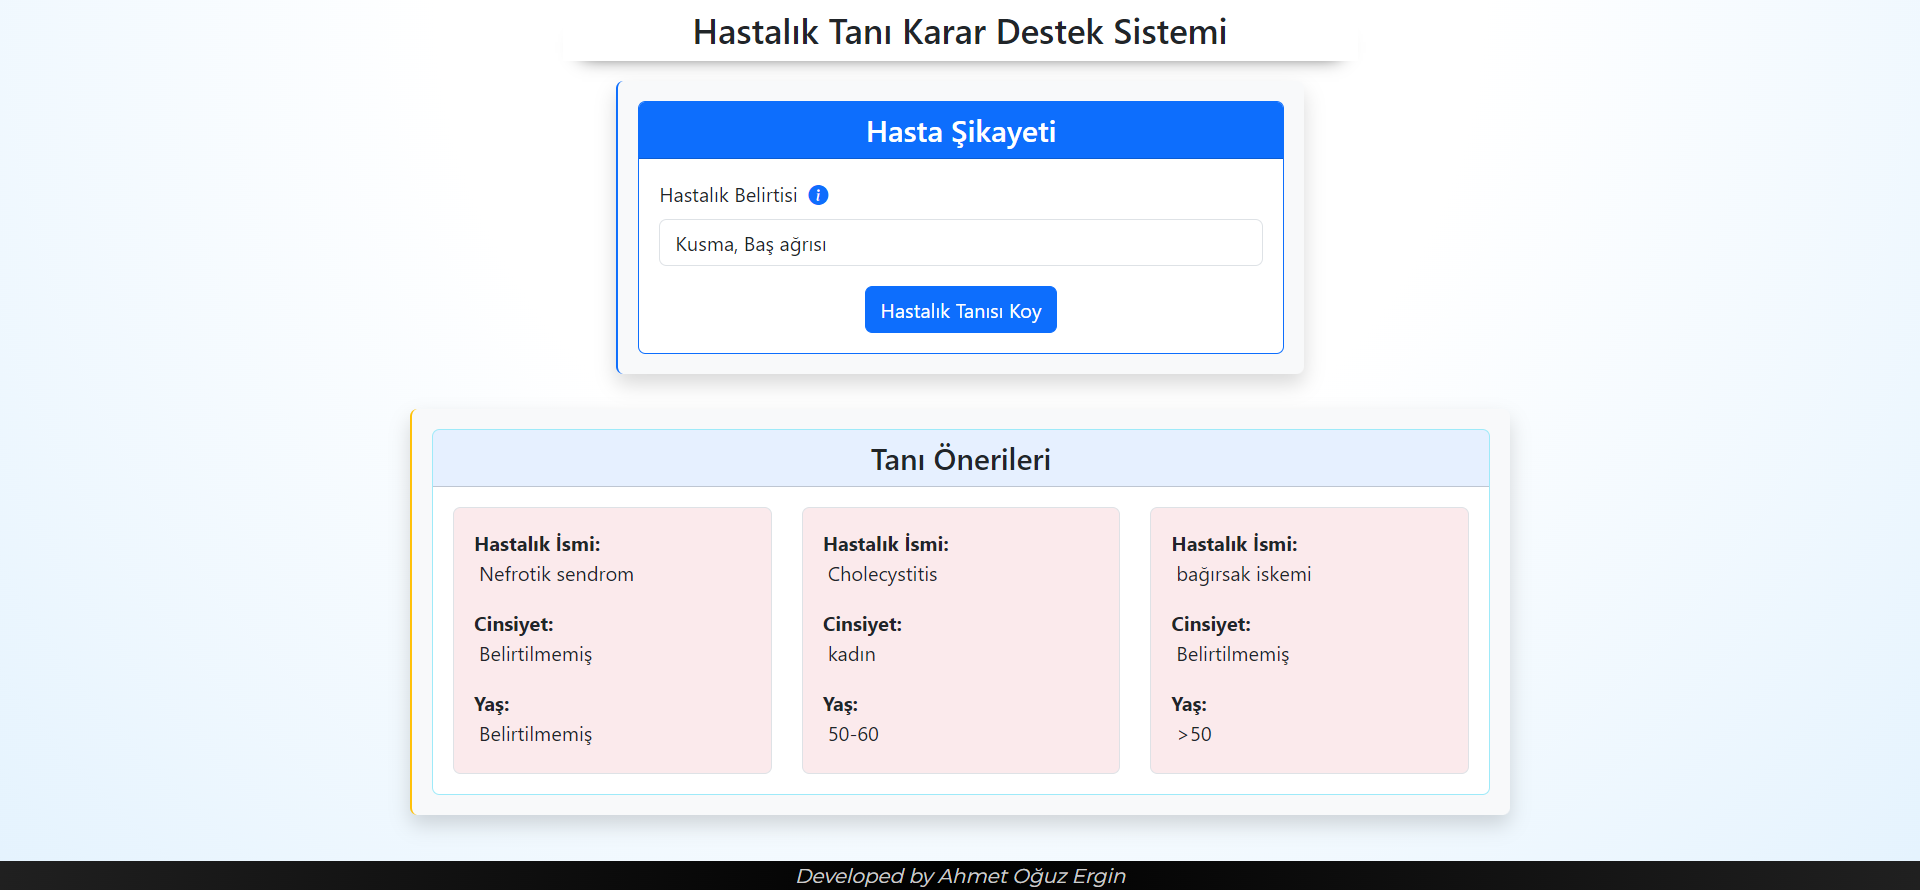 Hastalık Tanı Karar Destek Sistemi
Hasta Şikayeti
Hastalık Belirtisi i
Kusma, Baş ağrısı
Hastalık Tanısı Koy
Tanı Önerileri
Hastalık İsmi:
Nefrotik sendrom
Cinsiyet:
Belirtilmemiş
Yaş:
Belirtilmemiş
Hastalık İsmi:
Cholecystitis
Cinsiyet:
kadın
Yaş:
50-60
Hastalık İsmi:
bağırsak iskemi
Cinsiyet:
Belirtilmemiş
Yaş:
>50
Developed by Ahmet Oğuz Ergin